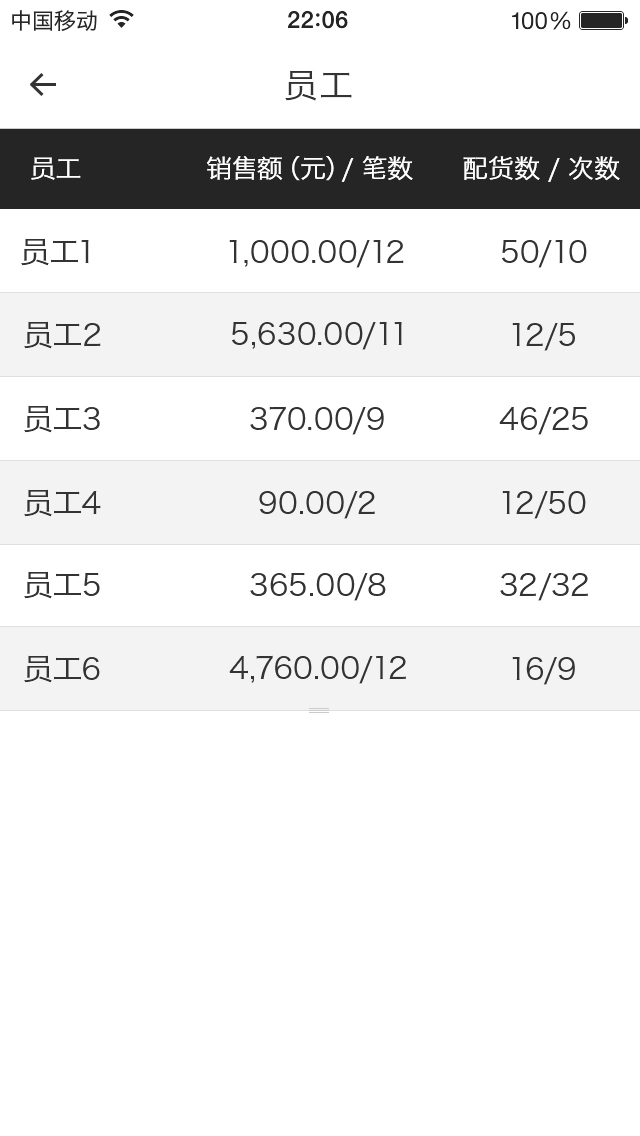 中国移动 22:06 100%
员工
员工 销售额 (元) / 笔数 配货数 / 次数
员工1 1,000.00/12 50/10
员工2 5,630.00/11 12/5
员工3 370.00/9 46/25
员工4 90.00/2 12/50
员工5 365.00/8 32/32
员工6 4,760.00/12 16/9